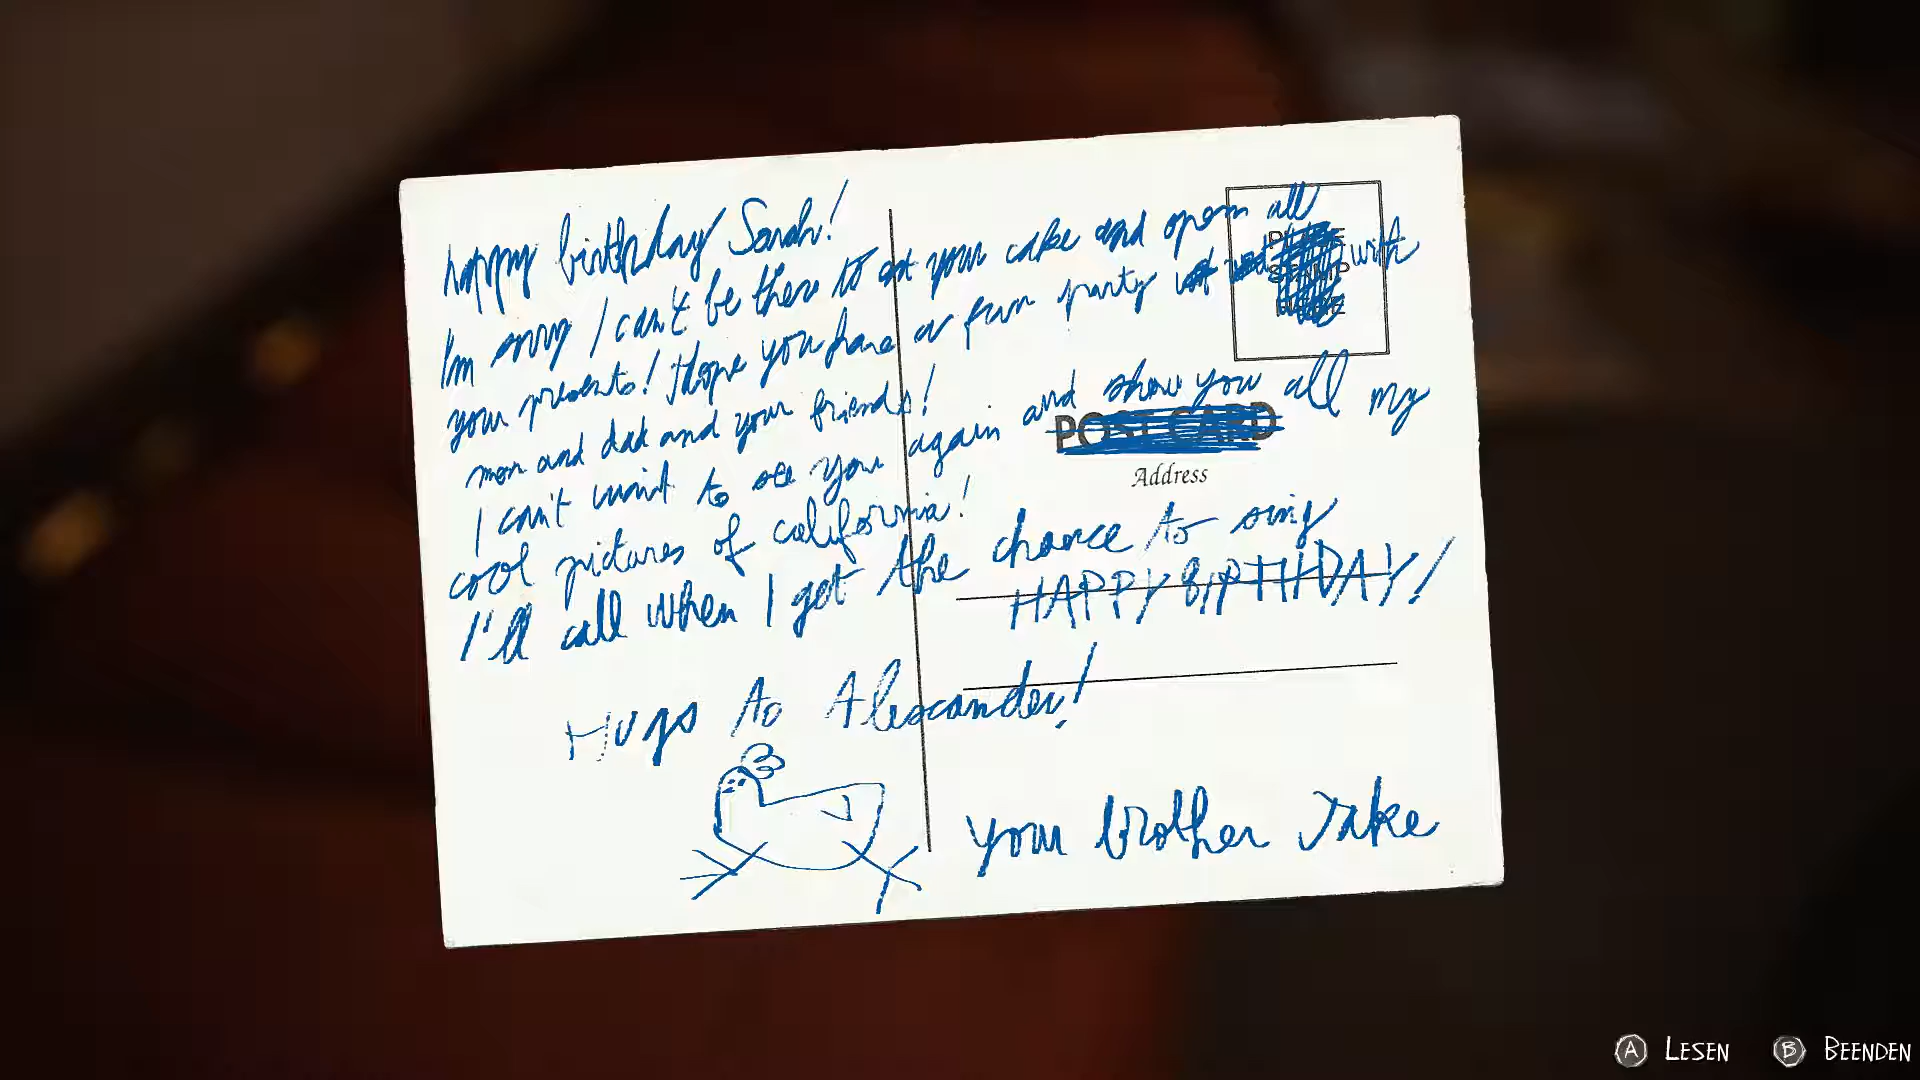 happy birthday Sarah!
I'm sorry I can't be there to eat your cake and open all
your presents! Hope you have a fun party with
mom and dad and your friends!
I can't wait to see you again and show you all my
cool pictures of california!
I'll call when I get the chance to sing
HAPPY BIRTHDAY!
Hugs to Alexander!
your brother Jake
POST CARD
Address
A LESEN B BEENDEN